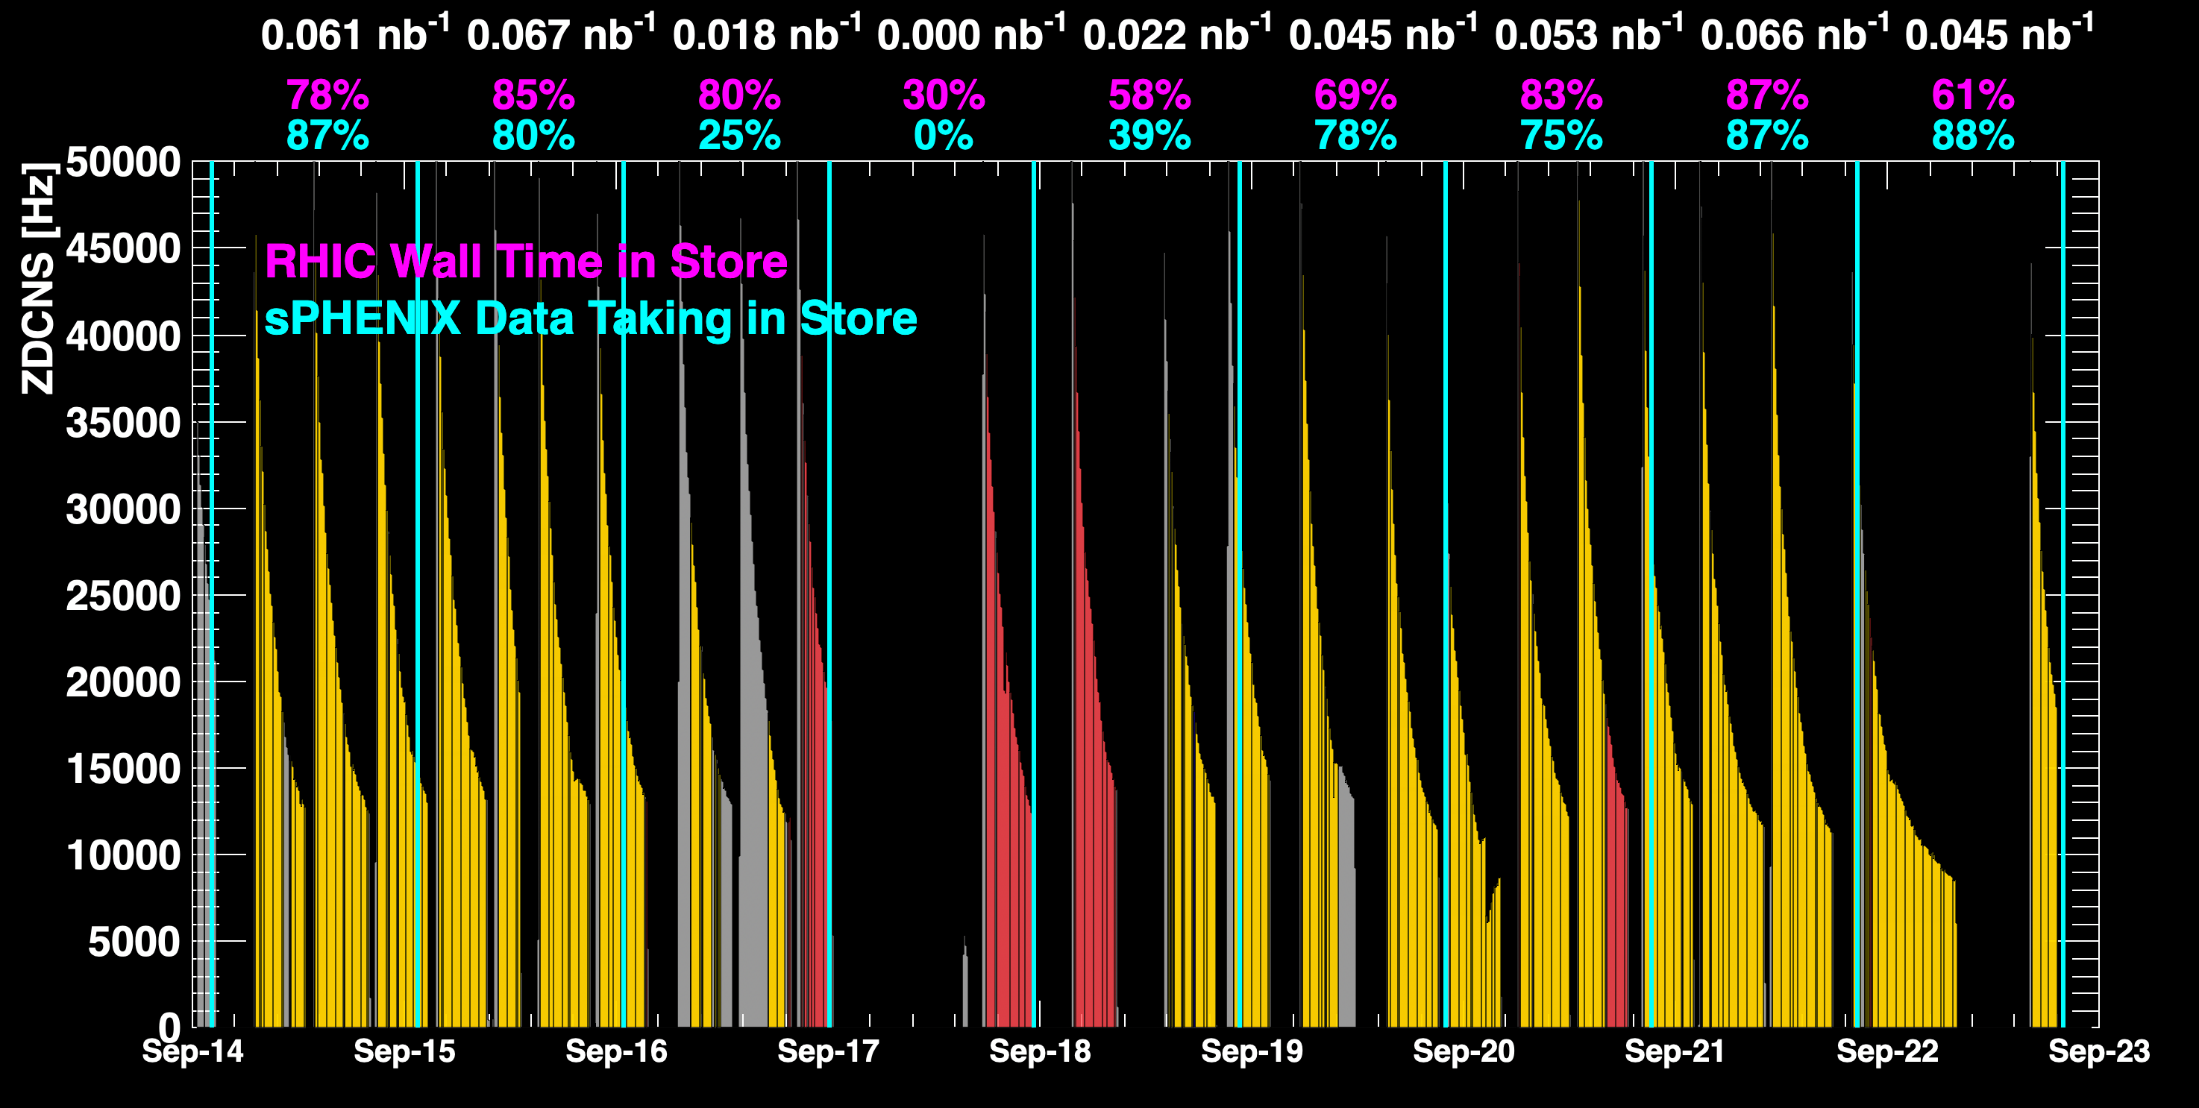 0.061 nb-1 0.067 nb-1 0.018 nb-1 0.000 nb-1 0.022 nb-1 0.045 nb-1 0.053 nb-1 0.066 nb-1 0.045 nb-1
78% 85% 80% 30% 58% 69% 83% 87% 61%
87% 80% 25% 0% 39% 78% 75% 87% 88%
ZDCNS [Hz]
50000
45000
RHIC Wall Time in Store
sPHENIX Data Taking in Store
40000
35000
30000
25000
20000
15000
10000
5000
0
Sep-14 Sep-15 Sep-16 Sep-17 Sep-18 Sep-19 Sep-20 Sep-21 Sep-22 Sep-23